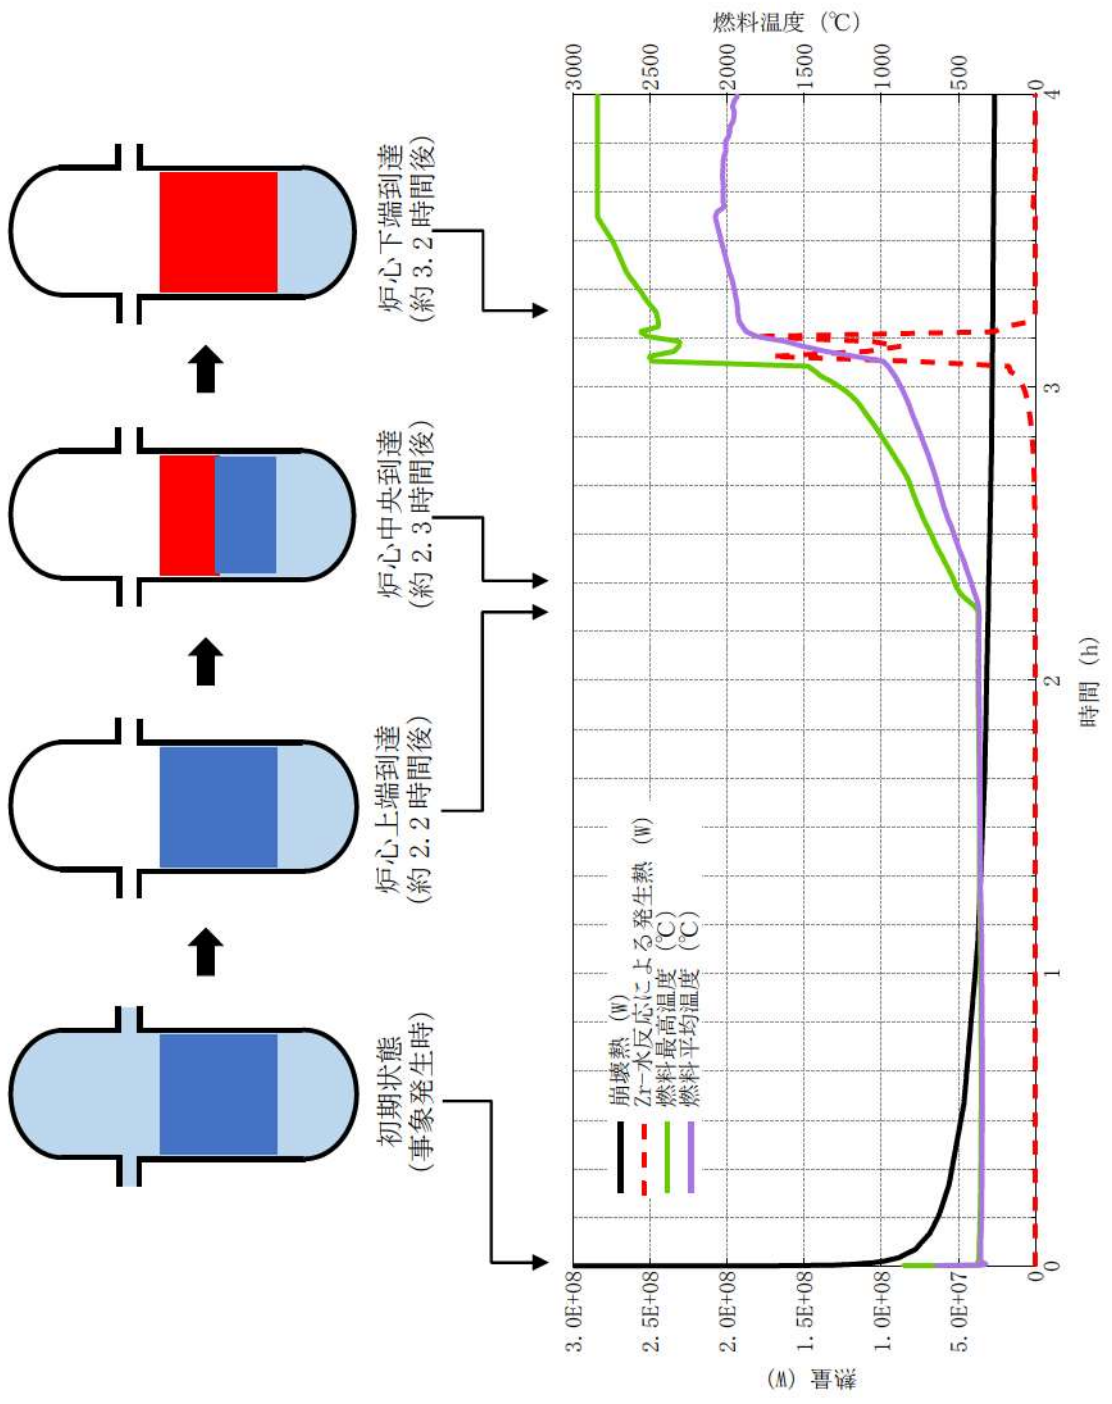 初期状態
(事象発生時)
炉心上端到達
(約2.2時間後)
炉心中央到達
(約2.3時間後)
炉心下端到達
(約3.2時間後)
熱量 (W)
3.0E+08
2.5E+08
2.0E+08
1.5E+08
1.0E+08
5.0E+07
0
崩壊熱 (W)
Zr-水反応による発生熱 (W)
燃料最高温度 (℃)
燃料平均温度 (℃)
燃料温度 (℃)
3000
2500
2000
1500
1000
500
0
0
1
2
3
4
時間 (h)